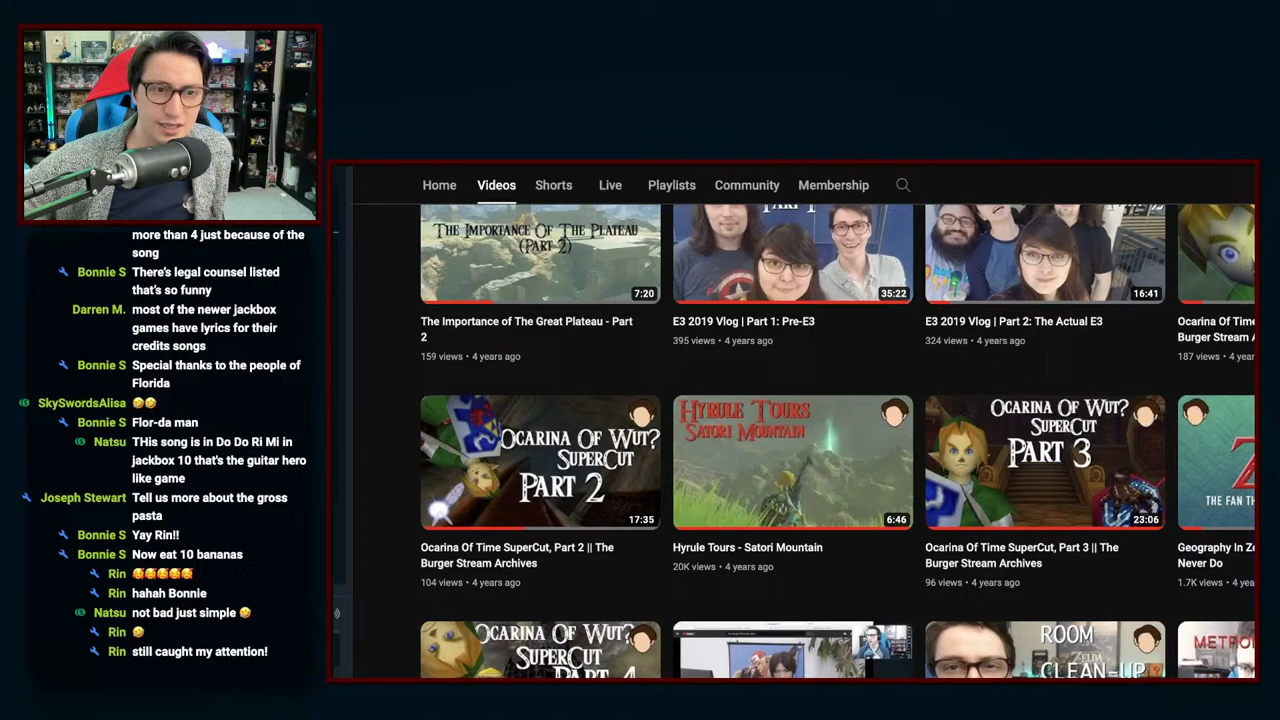 more than 4 just because of the
song
Bonnie S There's legal counsel listed
that's so funny
Darren M. most of the newer jackbox
games have lyrics for their
credits songs
Bonnie S Special thanks to the people of
Florida
SkySwordsAlisa 🤣🤣
Bonnie S Flor-da man
Natsu THis song is in Do Do Ri Mi in
jackbox 10 that's the guitar hero
like game
Joseph Stewart Tell us more about the gross
pasta
Bonnie S Yay Rin!!
Bonnie S Now eat 10 bananas
Rin 🥰🥰🥰🥰🥰
Rin hahah Bonnie
Natsu not bad just simple 🤣
Rin 🤣
Rin still caught my attention!
Home Videos Shorts Live Playlists Community Membership
THE IMPORTANCE OF THE PLATEAU
(PART 2)
7:20
35:22
16:41
The Importance of The Great Plateau - Part
2
159 views • 4 years ago
E3 2019 Vlog | Part 1: Pre-E3
395 views • 4 years ago
E3 2019 Vlog | Part 2: The Actual E3
324 views • 4 years ago
Ocarina Of Time
Burger Stream A
187 views • 4 year
OCARINA OF WUT?
SUPERCUT
PART 2
17:35
HYRULE TOURS
SATORI MOUNTAIN
6:46
OCARINA OF WUT?
SUPERCUT
PART 3
23:06
THE FAN TH
Ocarina Of Time SuperCut, Part 2 || The
Burger Stream Archives
104 views • 4 years ago
Hyrule Tours - Satori Mountain
20K views • 4 years ago
Ocarina Of Time SuperCut, Part 3 || The
Burger Stream Archives
96 views • 4 years ago
Geography In Ze
Never Do
1.7K views • 4 yea
OCARINA OF WUT?
SUPERCUT
PART 4
ROOM
CLEAN-UP
METRO